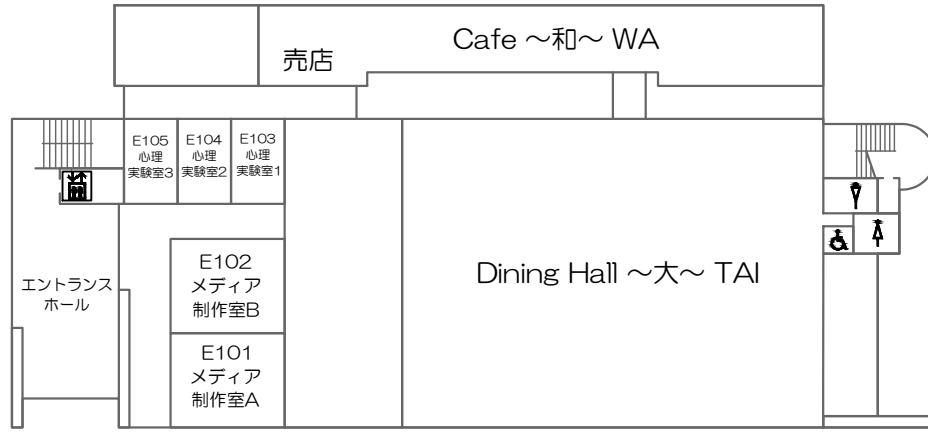 Cafe ～和～ WA
売店
E105
心理
実験室3
E104
心理
実験室2
E103
心理
実験室1
エントランス
ホール
E102
メディア
制作室B
E101
メディア
制作室A
Dining Hall ～大～ TAI